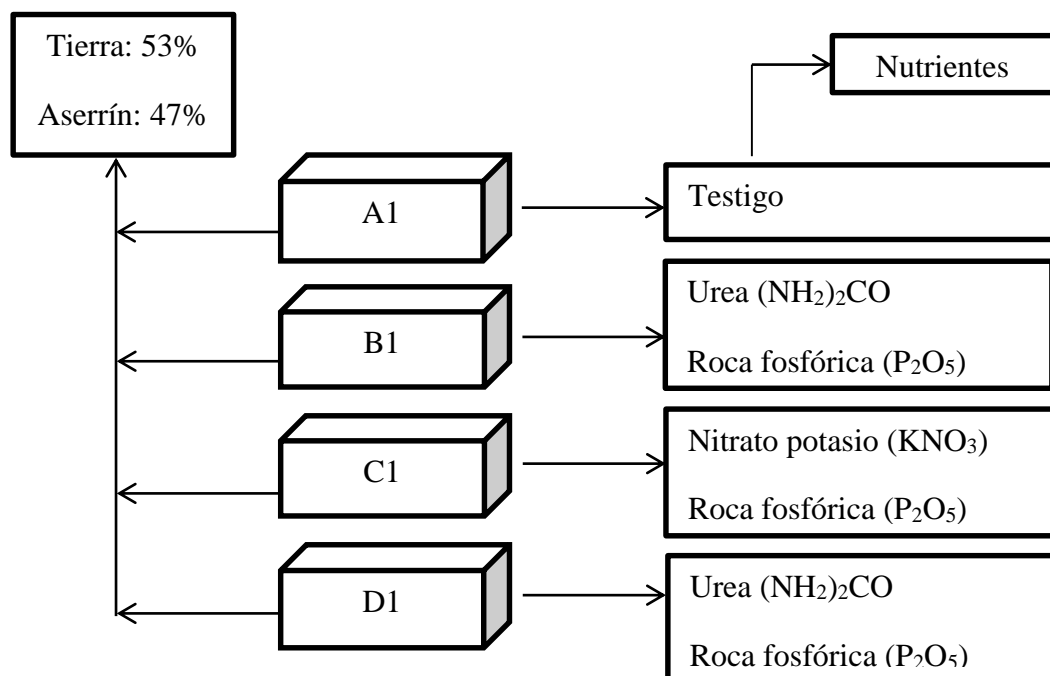 Tierra: 53%
Aserrín: 47%
Nutrientes
A1
Testigo
B1
Urea (NH₂)₂CO
Roca fosfórica (P₂O₅)
C1
Nitrato potasio (KNO₃)
Roca fosfórica (P₂O₅)
D1
Urea (NH₂)₂CO
Roca fosfórica (P₂O₅)